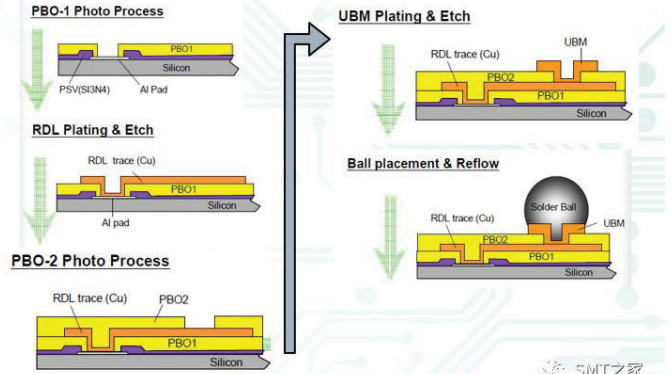 PBO-1 Photo Process
PBO1
Silicon
PSV(SI3N4)
Al Pad
RDL Plating & Etch
RDL trace (Cu)
PBO1
Silicon
Al pad
PBO-2 Photo Process
RDL trace (Cu)
PBO2
PBO1
Silicon
UBM Plating & Etch
UBM
PBO2
RDL trace (Cu)
PBO1
Silicon
Ball placement & Reflow
Solder Ball
RDL trace (Cu)
PBO2
UBM
PBO1
Silicon
SMT之家